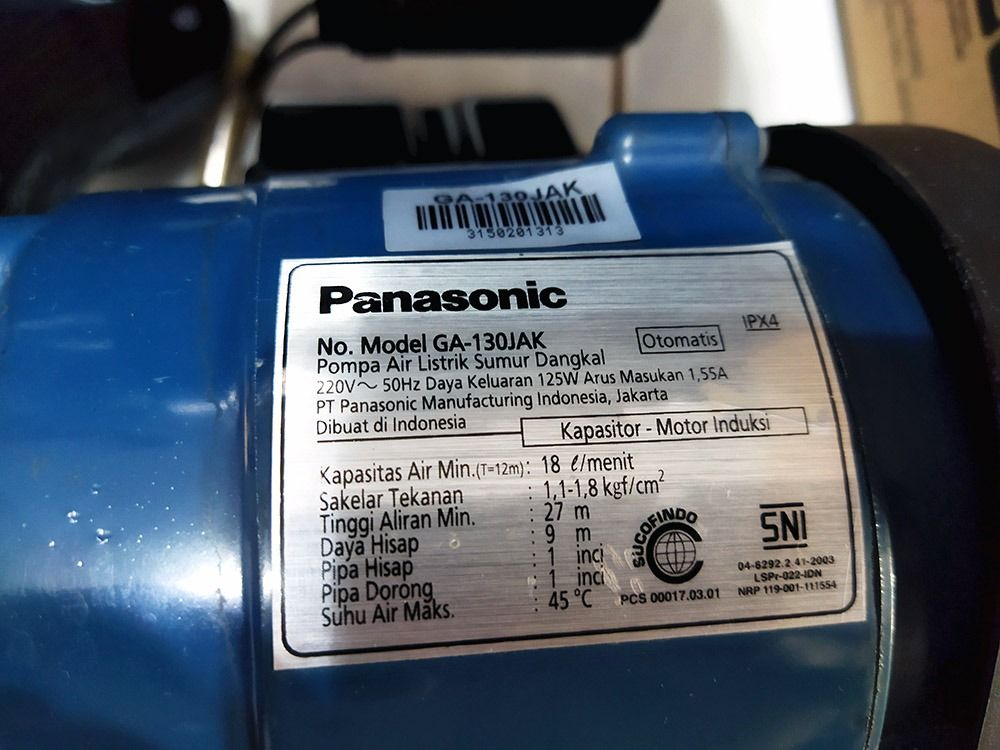 GA-130JAK
3150201313
Panasonic
No. Model GA-130JAK
Otomatis
IPX4
Pompa Air Listrik Sumur Dangkal
220V～ 50Hz Daya Keluaran 125W Arus Masukan 1,55A
PT Panasonic Manufacturing Indonesia, Jakarta
Dibuat di Indonesia
Kapasitor - Motor Induksi
Kapasitas Air Min.(T=12m) : 18 ℓ/menit
Sakelar Tekanan : 1,1-1,8 kgf/cm²
Tinggi Aliran Min. : 27 m
Daya Hisap : 9 m
Pipa Hisap : 1 inci
Pipa Dorong : 1 inci
Suhu Air Maks. : 45 °C
SUCOFINDO
PCS 00017.03.01
SNI
04-6292.2.41-2003
LSPr-022-IDN
NRP 119-001-111554